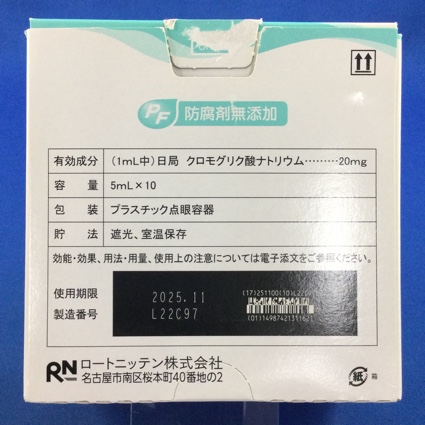 PF 防腐剤無添加
有効成分 (1mL中)日局 クロモグリク酸ナトリウム………20mg
容 量 5mL×10
包 装 プラスチック点眼容器
貯 法 遮光、室温保存
効能・効果、用法・用量、使用上の注意については電子添文をご参照ください。
使用期限 2025.11
製造番号 L22C97
(01)14987421311621
RN ロートニッテン株式会社
名古屋市南区桜本町40番地の2
紙 箱